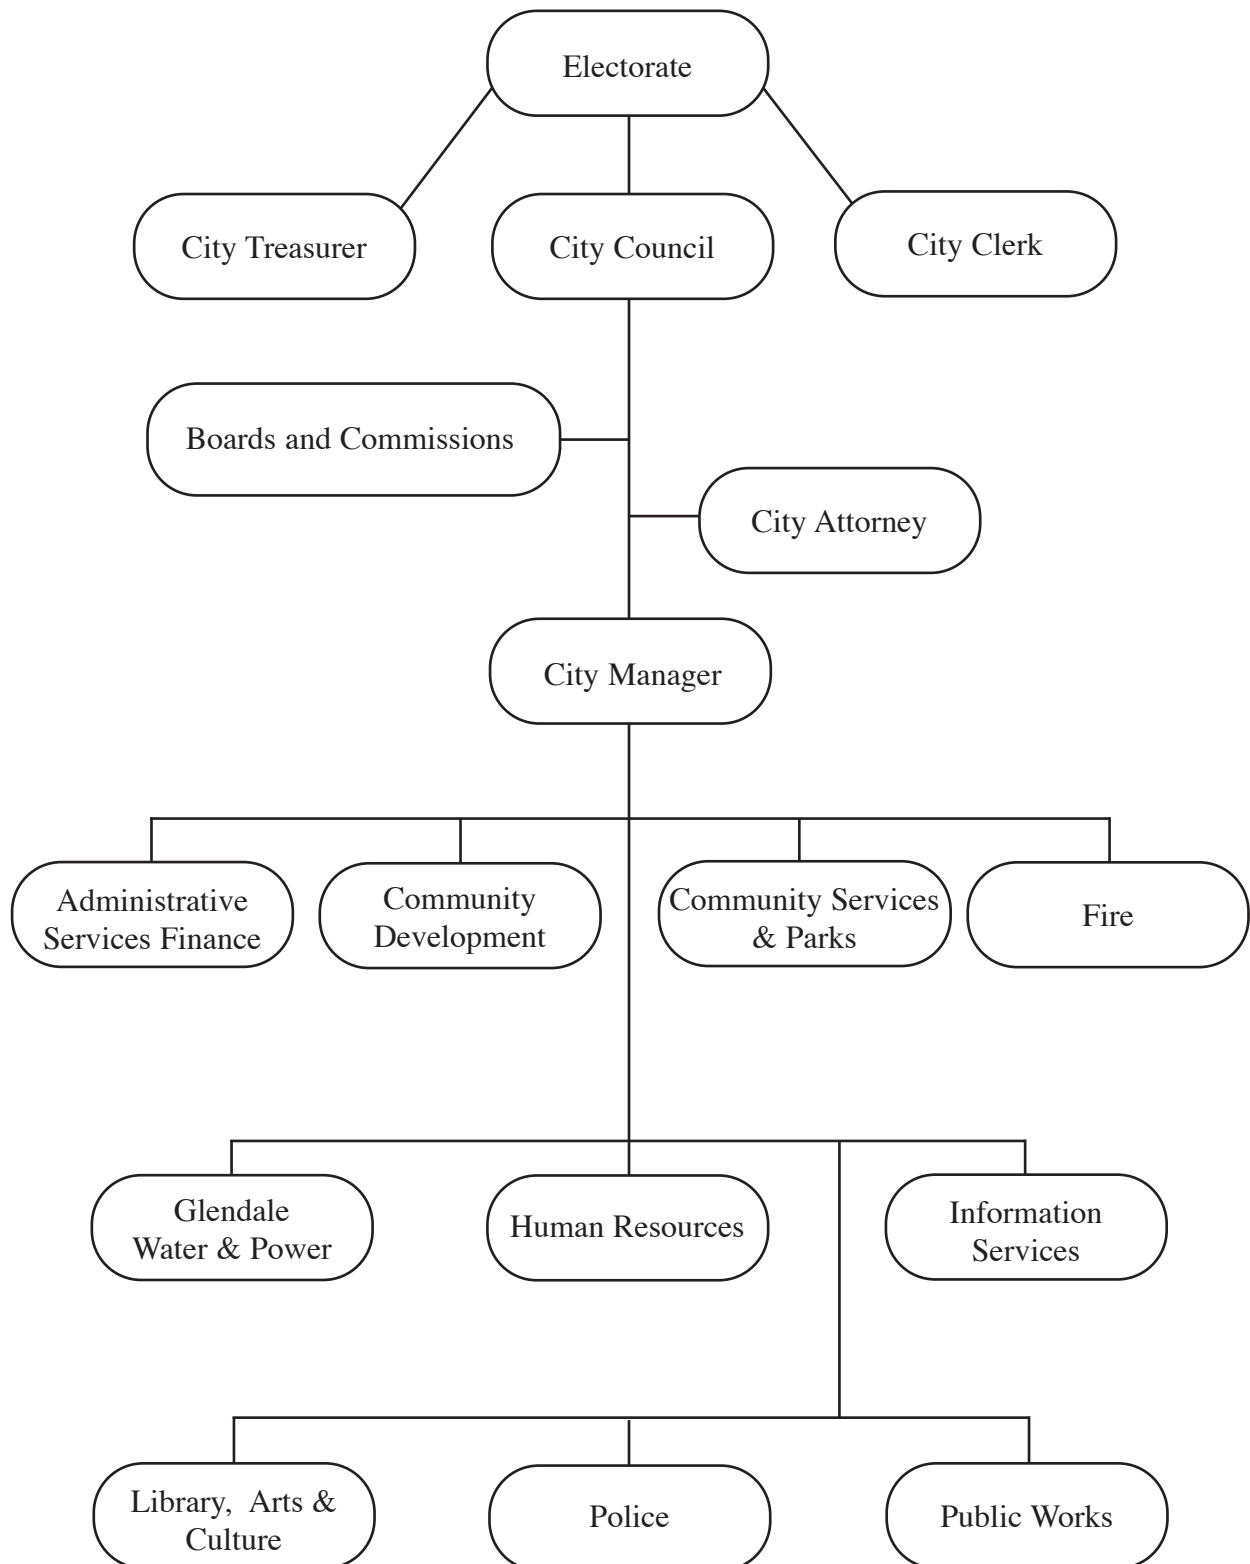 Electorate
City Treasurer
City Council
City Clerk
Boards and Commissions
City Attorney
City Manager
Administrative
Services Finance
Community
Development
Community Services
& Parks
Fire
Glendale
Water & Power
Human Resources
Information
Services
Library,  Arts &
Culture
Police
Public Works